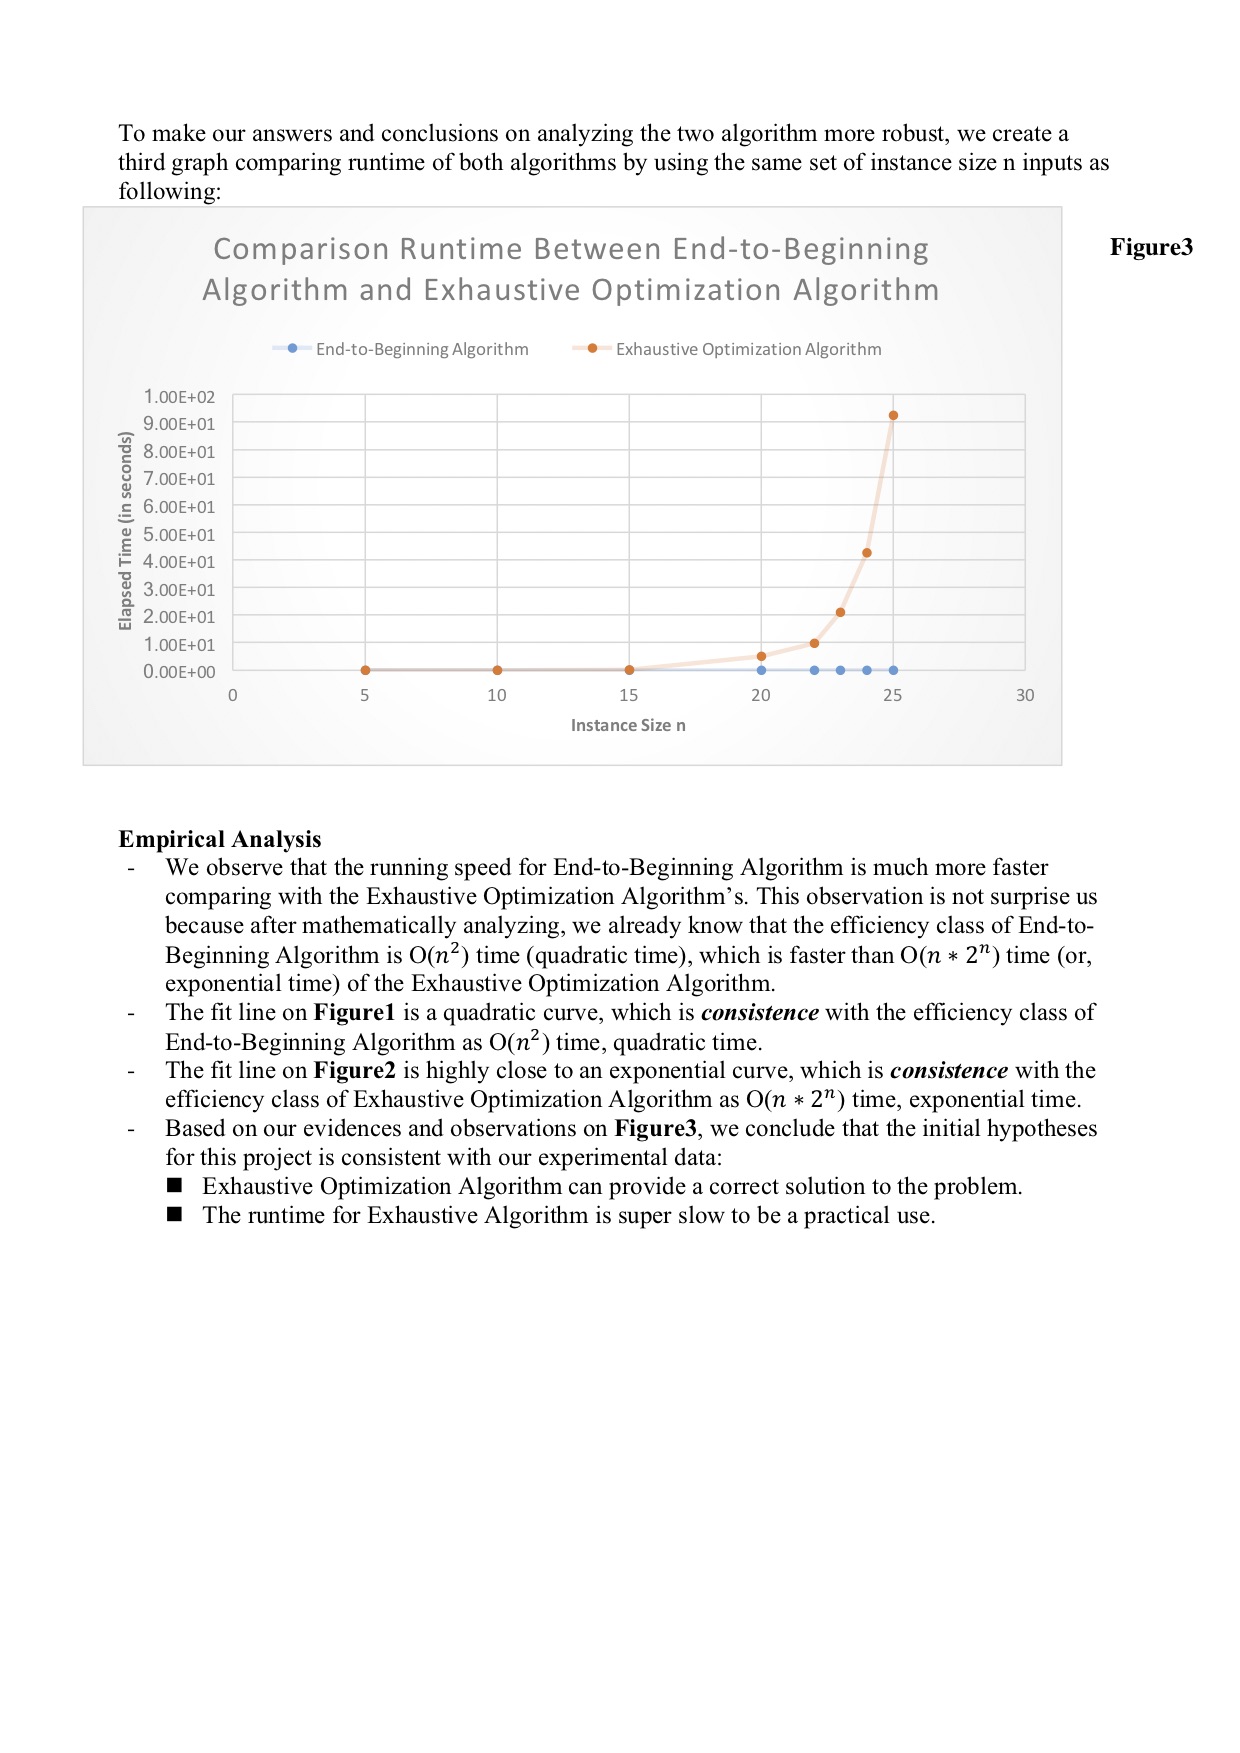 To make our answers and conclusions on analyzing the two algorithm more robust, we create a
third graph comparing runtime of both algorithms by using the same set of instance size n inputs as
following:
Figure3
Comparison Runtime Between End-to-Beginning
Algorithm and Exhaustive Optimization Algorithm
End-to-Beginning Algorithm
Exhaustive Optimization Algorithm
Elapsed Time (in seconds)
1.00E+02
9.00E+01
8.00E+01
7.00E+01
6.00E+01
5.00E+01
4.00E+01
3.00E+01
2.00E+01
1.00E+01
0.00E+00
0 5 10 15 20 25 30
Instance Size n
Empirical Analysis
- We observe that the running speed for End-to-Beginning Algorithm is much more faster
comparing with the Exhaustive Optimization Algorithm’s. This observation is not surprise us
because after mathematically analyzing, we already know that the efficiency class of End-to-
Beginning Algorithm is O(𝑛²) time (quadratic time), which is faster than O(𝑛 ∗ 2ⁿ) time (or,
exponential time) of the Exhaustive Optimization Algorithm.
- The fit line on Figure1 is a quadratic curve, which is consistence with the efficiency class of
End-to-Beginning Algorithm as O(𝑛²) time, quadratic time.
- The fit line on Figure2 is highly close to an exponential curve, which is consistence with the
efficiency class of Exhaustive Optimization Algorithm as O(𝑛 ∗ 2ⁿ) time, exponential time.
- Based on our evidences and observations on Figure3, we conclude that the initial hypotheses
for this project is consistent with our experimental data:
■ Exhaustive Optimization Algorithm can provide a correct solution to the problem.
■ The runtime for Exhaustive Algorithm is super slow to be a practical use.